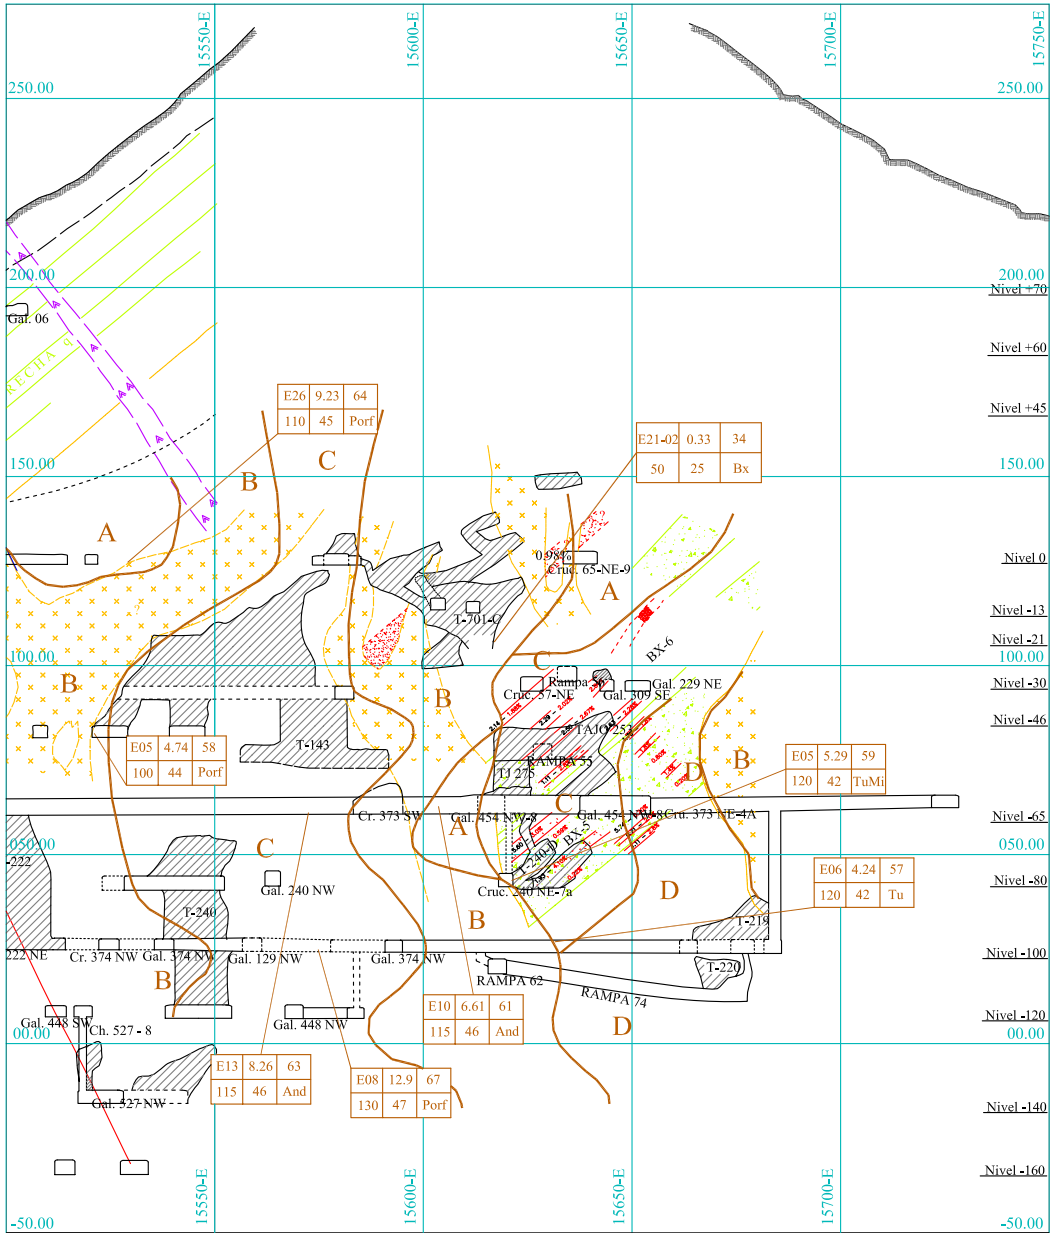 15550-E
15600-E
15650-E
15700-E
15750-E
250.00
250.00
200.00
200.00
Nivel +70
Gal. 06
Nivel +60
RECHA q
E26 9.23 64
110 45 Porf
Nivel +45
E21-02 0.33 34
50 25 Bx
C
B
150.00
150.00
A
0.98%
Nivel 0
Cruc. 65-NE-9
A
Nivel -13
T-701-C
Nivel -21
BX-6
100.00
100.00
C
B
B
Rampa 56
Gal. 229 NE
Nivel -30
Cruc. 57-NE
Gal. 309 SE
Nivel -46
TAJO 252
T-143
E05 4.74 58
100 44 Porf
RAMPA 55
TJ 275
D
B
E05 5.29 59
120 42 TuMi
C
Cr. 373 SW
Gal. 454 NW-8
Gal. 454 NW-8
Cru. 373 NE-4A
Nivel -65
A
BX-5
C
050.00
050.00
-222
T-240-D
E06 4.24 57
120 42 Tu
Gal. 240 NW
Cruc. 240 NE-7a
D
Nivel -80
T-240
B
T-219
222 NE
Cr. 374 NW
Gal. 374 NW
Gal. 129 NW
Gal. 374 NW
Nivel -100
T-220
RAMPA 62
RAMPA 74
B
E10 6.61 61
115 46 And
Gal. 448 SW
Ch. 527 - 8
Gal. 448 NW
D
Nivel -120
00.00
00.00
E13 8.26 63
115 46 And
E08 12.9 67
130 47 Porf
Gal. 527 NW
Nivel -140
Nivel -160
15550-E
15600-E
15650-E
15700-E
-50.00
-50.00